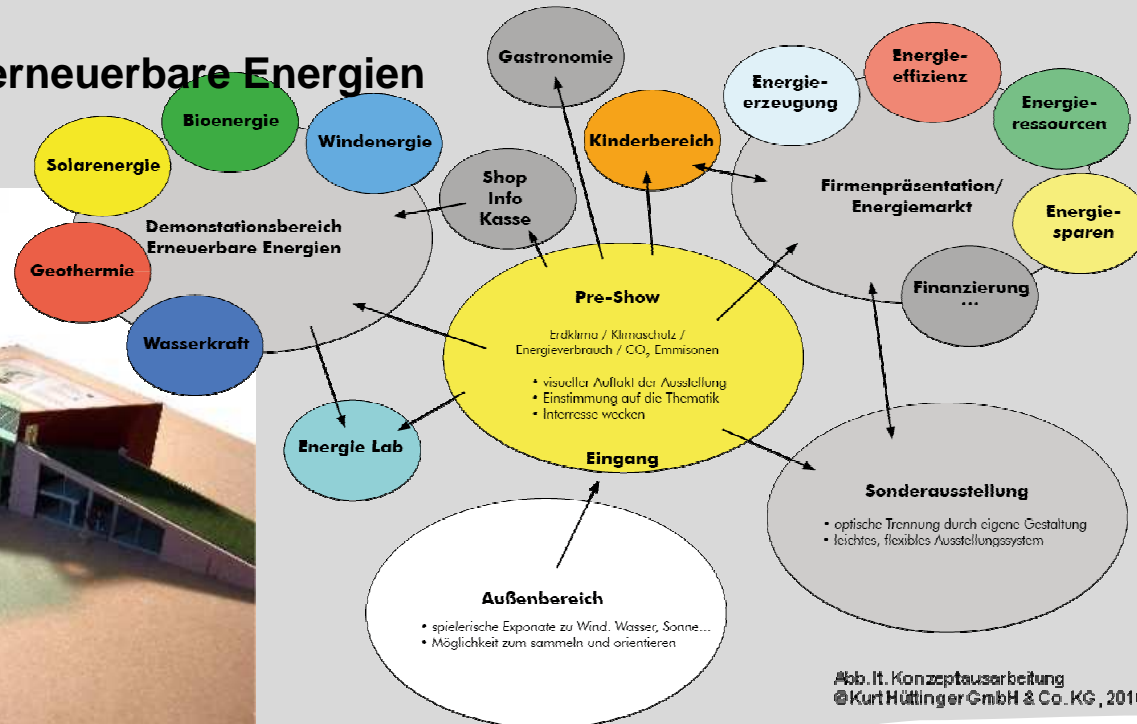 erneuerbare Energien
Gastronomie
Energie-
erzeugung
Energie-
effizienz
Energie-
ressourcen
Energie-
sparen
Finanzierung
...
Firmenpräsentation/
Energiemarkt
Kinderbereich
Shop
Info
Kasse
Bioenergie
Windenergie
Solarenergie
Demonstationsbereich
Erneuerbare Energien
Geothermie
Wasserkraft
Energie Lab
Pre-Show
Erdklima / Klimaschutz /
Energieverbrauch / CO₂ Emmisonen
• visueller Auftakt der Ausstellung
• Einstimmung auf die Thematik
• Interresse wecken
Eingang
Sonderausstellung
• optische Trennung durch eigene Gestaltung
• leichtes, flexibles Ausstellungssystem
Außenbereich
• spielerische Exponate zu Wind. Wasser, Sonne...
• Möglichkeit zum sammeln und orientieren
Abb. lt. Konzeptausarbeitung
©Kurt Hüttinger GmbH & Co. KG, 2010